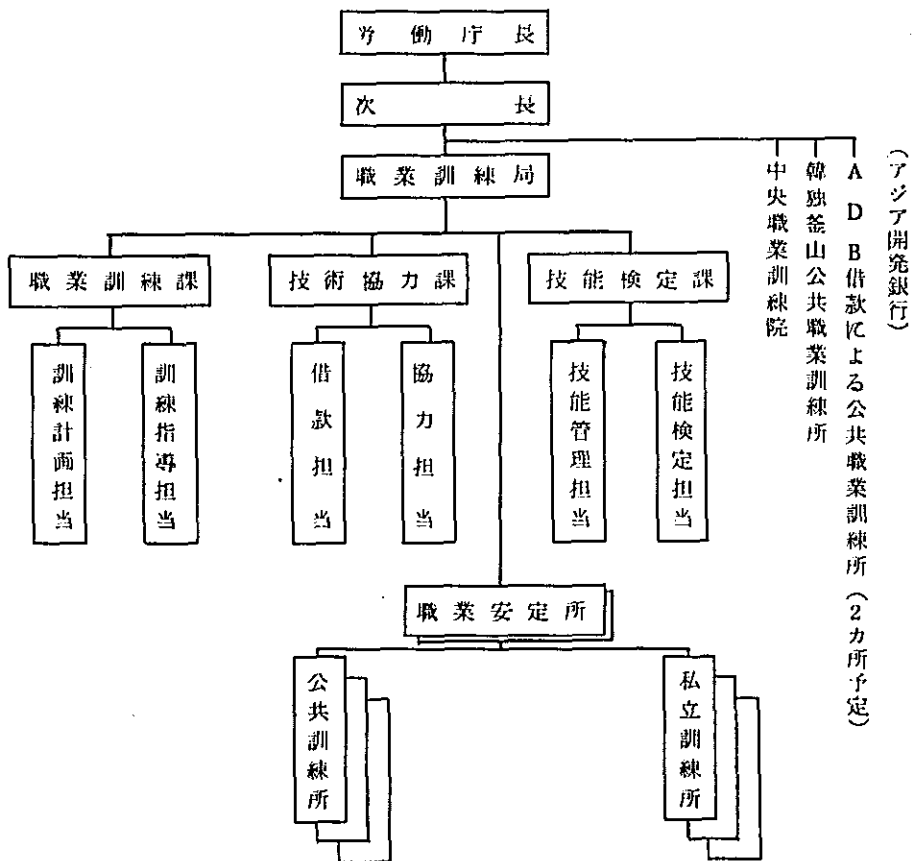 労働庁長
次長
職業訓練局
(アジア開発銀行)
ADB借款による公共職業訓練所(2カ所予定)
韓独釜山公共職業訓練所
中央職業訓練院
職業訓練課
技術協力課
技能検定課
訓練計画担当
訓練指導担当
借款担当
協力担当
技能管理担当
技能検定担当
職業安定所
公共訓練所
私立訓練所